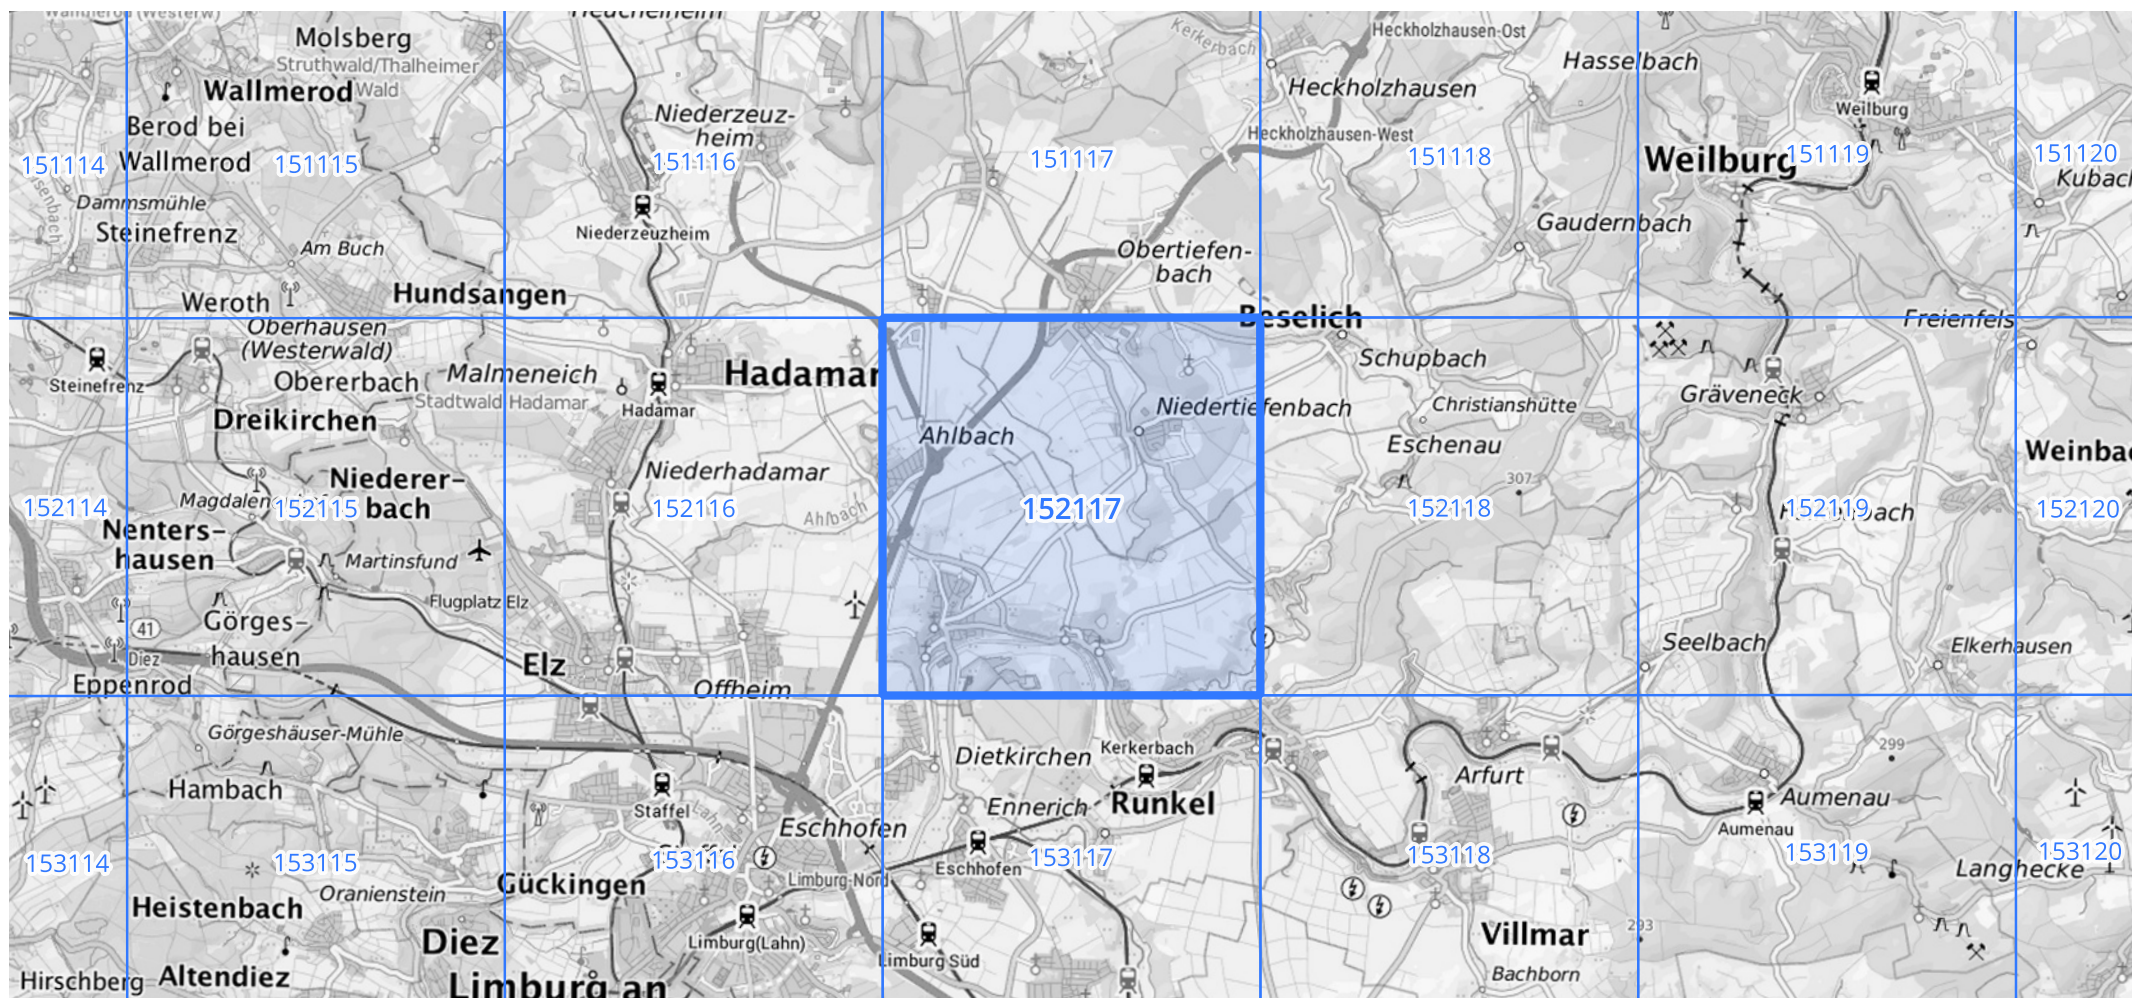 Heuchelheim
Molsberg
Struthwald/Thalheimer
Wald
Wallmerod
Berod bei
Wallmerod
151114
151115
Dammsmühle
Steinefrenz
Am Buch
Weroth
Hundsangen
Niederzeuz-
heim
151116
Niederzeuzheim
Kerkerbach
151117
Obertiefen-
bach
Heckholzhausen-Ost
Heckholzhausen
Heckholzhausen-West
151118
Hasselbach
Gaudernbach
Weilburg
Weilburg
151119
151120
Beselich
Freienfels
Oberhausen
(Westerwald)
Steinefrenz
Obererbach
Malmeneich
Stadtwald Hadamar
Dreikirchen
Hadamar
Hadamar
Niederer-
bach
152114
152115
Nenters-
hausen
Martinsfund
Flugplatz Elz
41
Diez
Görges-
hausen
Eppenrod
Niederhadamar
152116
Ahlbach
Elz
Offheim
Ahlbach
Niedertiefenbach
152117
Schupbach
Christianshütte
Eschenau
307
152118
Gräveneck
152119
Weinba
152120
Seelbach
Elkerhausen
Görgeshäuser-Mühle
Hambach
153114
153115
Oranienstein
Heistenbach
Hirschberg
Altendiez
Staffel
Lahn
Eschhofen
153116
Gückingen
Limburg-Nord
Limburg(Lahn)
Diez
Limburg an
Dietkirchen
Kerkerbach
Ennerich
Runkel
Eschhofen
153117
Limburg Süd
Arfurt
153118
Villmar
Bachborn
293
299
Aumenau
Aumenau
153119
Langhecke
153120